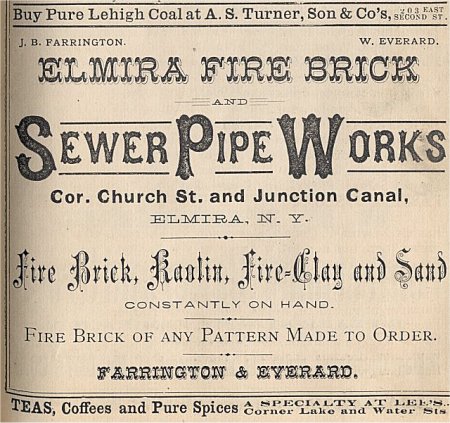 Buy Pure Lehigh Coal at A. S. Turner, Son & Co's, 203 EAST SECOND ST.
J. B. FARRINGTON. W. EVERARD.
ELMIRA FIRE BRICK
AND
SEWER PIPE WORKS
Cor. Church St. and Junction Canal,
ELMIRA, N. Y.
Fire Brick, Kaolin, Fire-Clay and Sand
CONSTANTLY ON HAND.
FIRE BRICK OF ANY PATTERN MADE TO ORDER.
FARRINGTON & EVERARD.
TEAS, Coffees and Pure Spices A SPECIALTY AT LEE'S..
Corner Lake and Water Sts